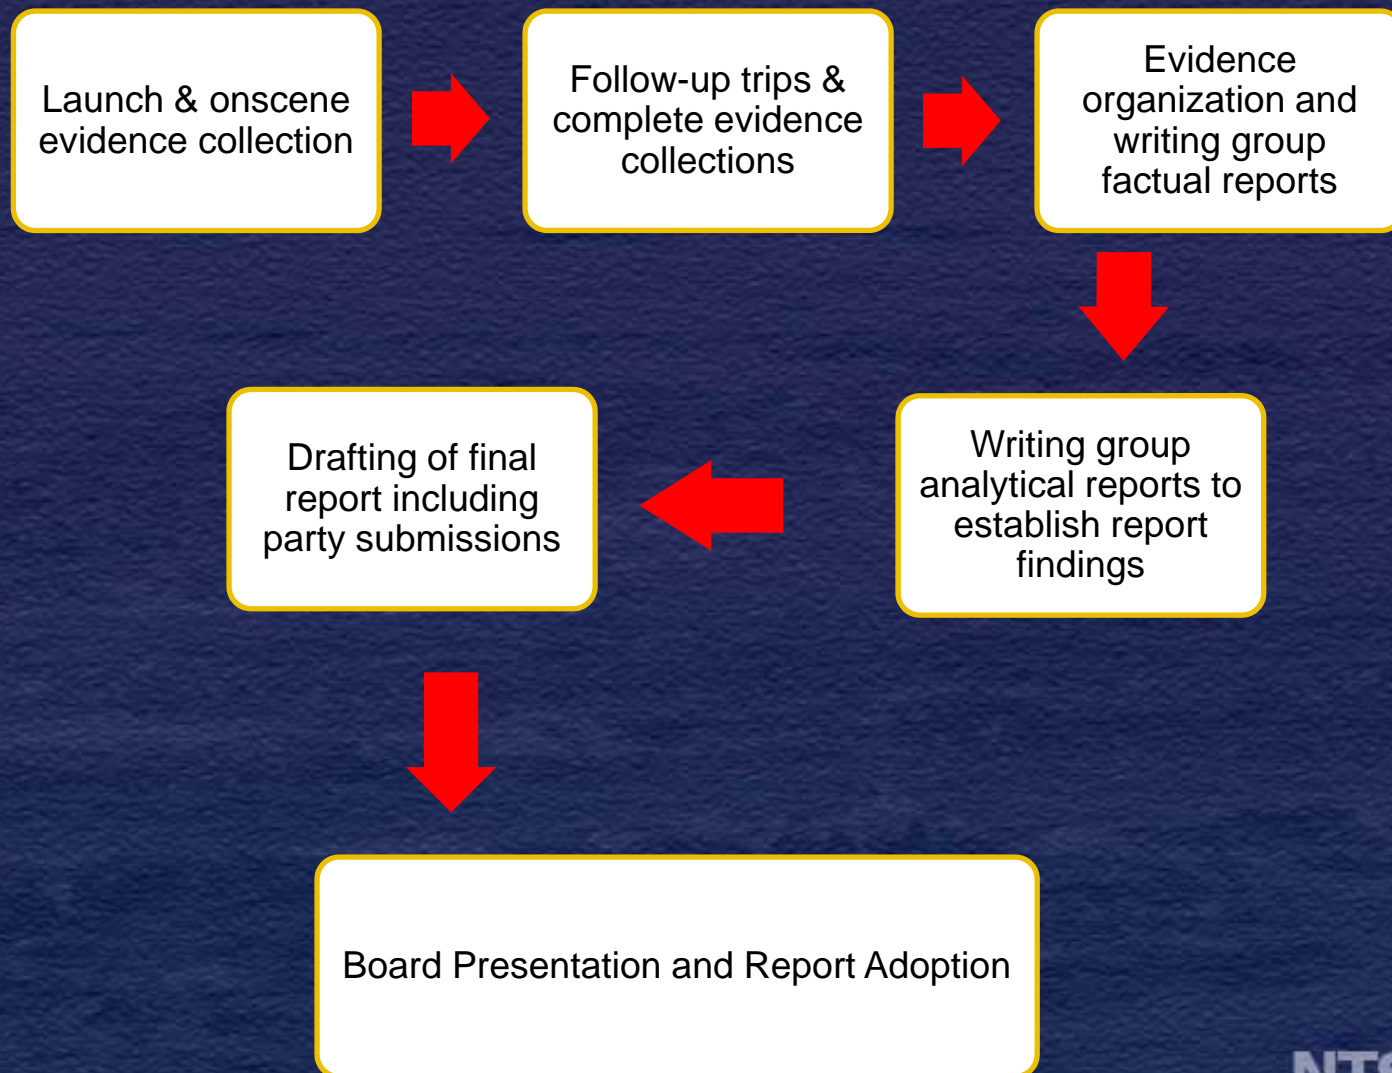 Launch & onscene
evidence collection
Follow-up trips &
complete evidence
collections
Evidence
organization and
writing group
factual reports
Writing group
analytical reports to
establish report
findings
Drafting of final
report including
party submissions
Board Presentation and Report Adoption